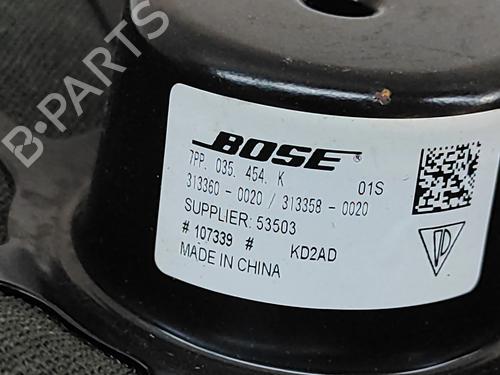 BOSE®
7PP. 035. 454. K 01S
313360-0020 / 313358-0020
SUPPLIER: 53503
# 107339 # KD2AD
MADE IN CHINA
B-PARTS